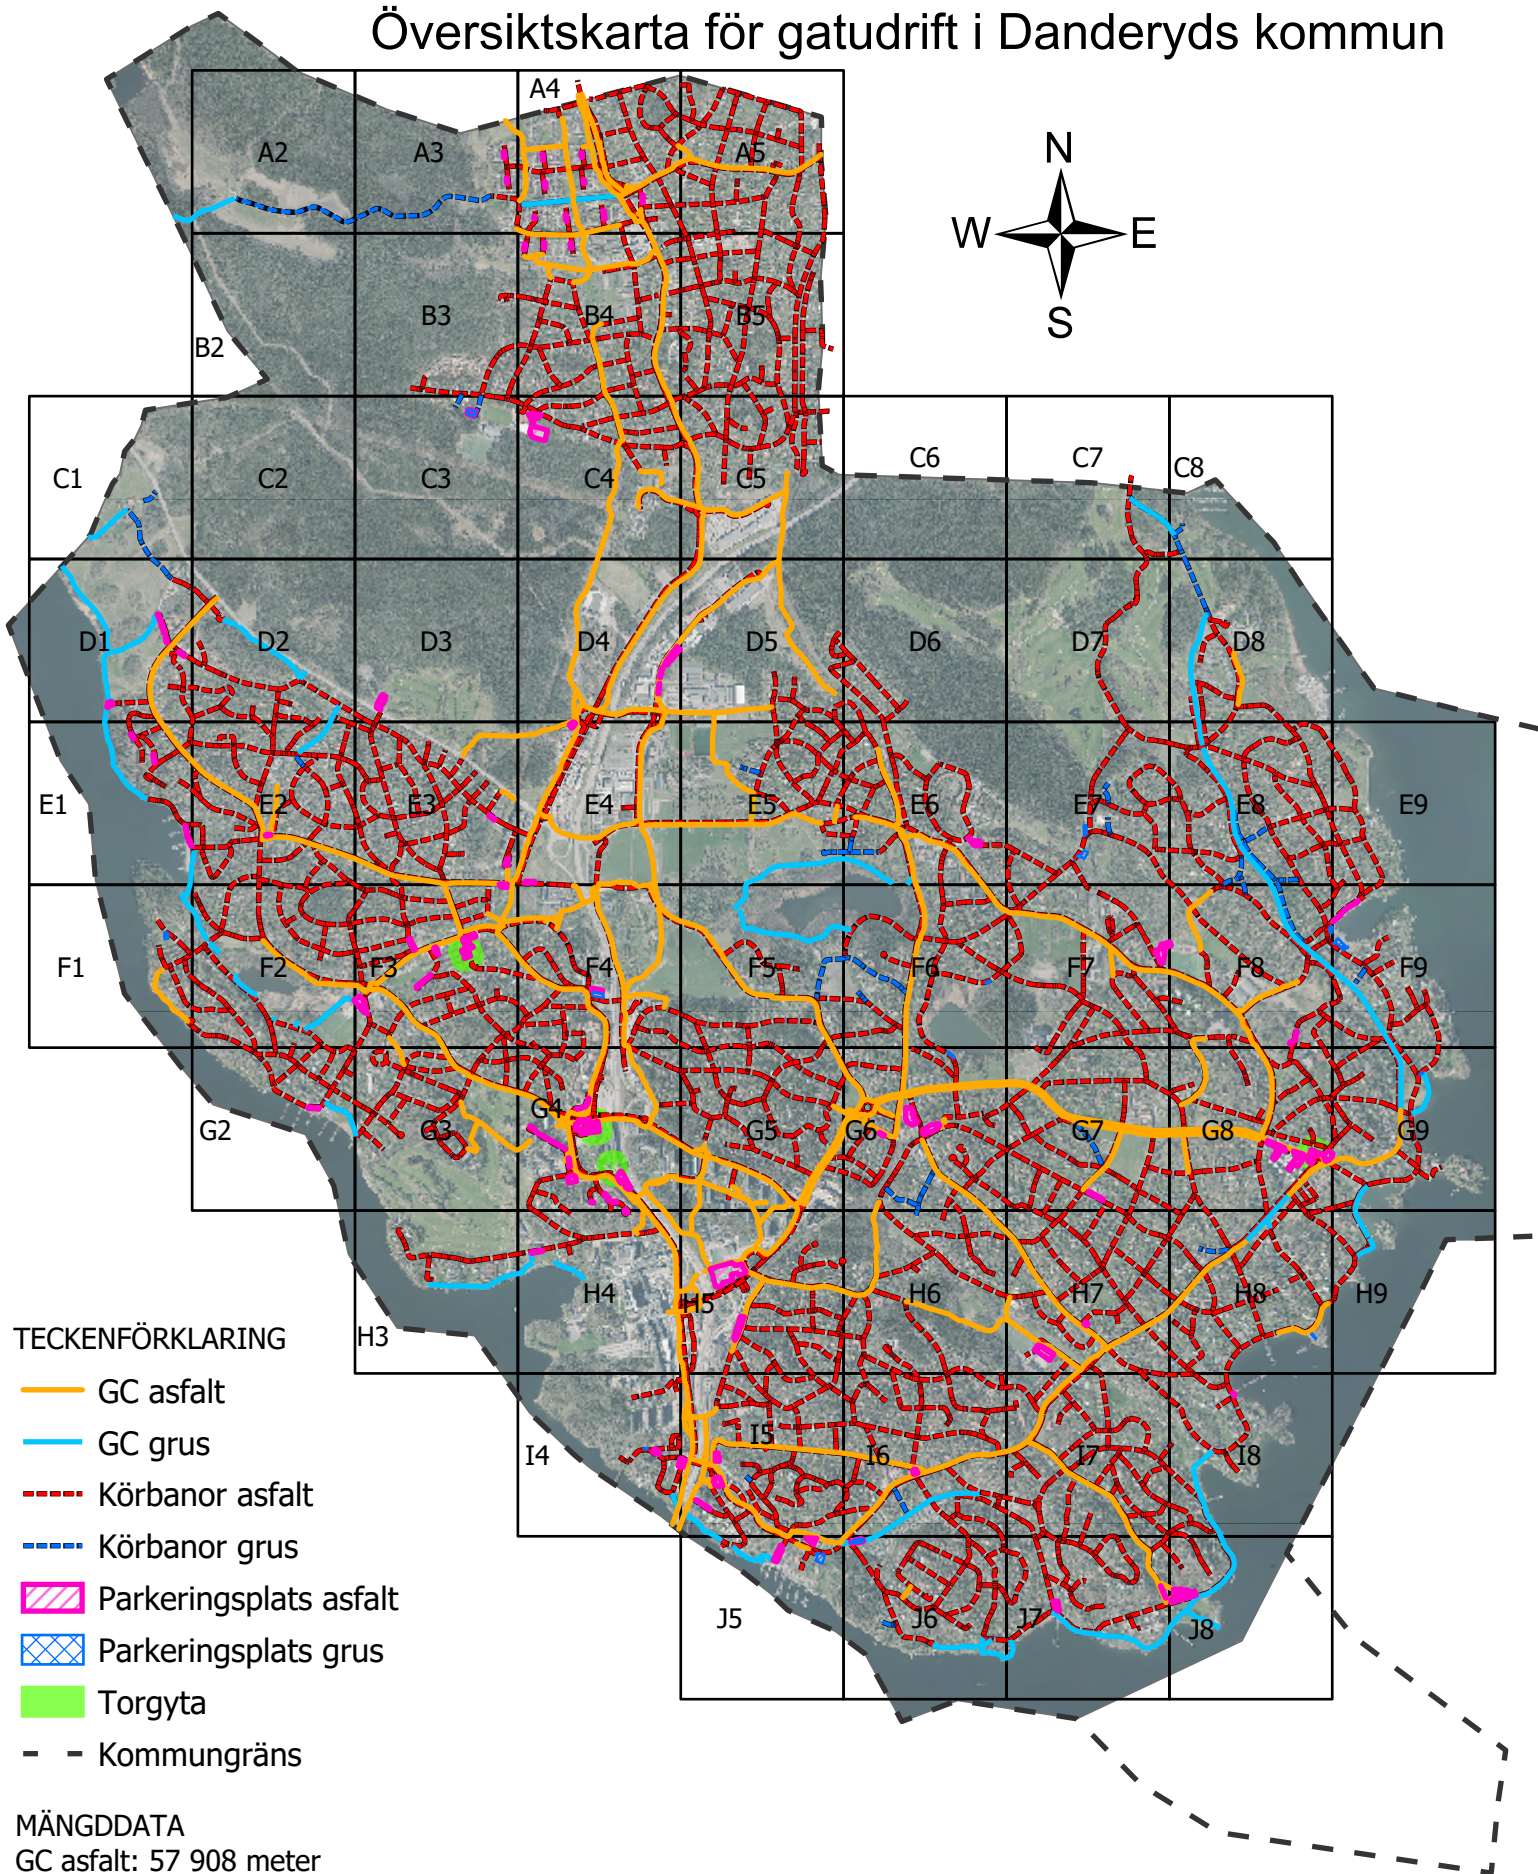 Översiktskarta för gatudrift i Danderyds kommun
N
W E
S
A4
A2 A3 A5
B3 B4 B5
B2
C6 C7 C8
C1 C2 C3 C4 C5
D1 D2 D3 D4 D5 D6 D7 D8
E1 E2 E3 E4 E5 E6 E7 E8 E9
F1 F2 F3 F4 F5 F6 F7 F8 F9
G4
G2 G3 G5 G6 G7 G8 G9
H4 H5 H6 H7 H8 H9
H3
I4 I5 I6 I7 I8
J5 J6 J7 J8
TECKENFÖRKLARING
GC asfalt
GC grus
Körbanor asfalt
Körbanor grus
Parkeringsplats asfalt
Parkeringsplats grus
Torgyta
Kommungräns
MÄNGDDATA
GC asfalt: 57 908 meter